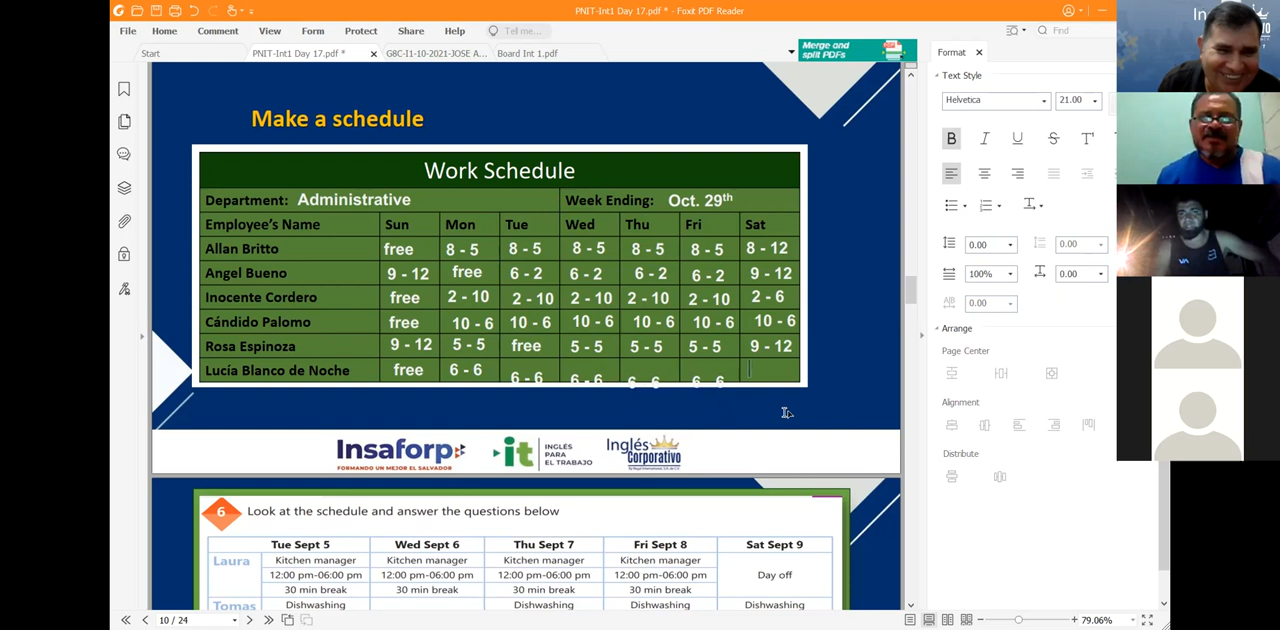 PNIT-Int1 Day 17.pdf * - Foxit PDF Reader
File Home Comment View Form Protect Share Help Tell me... Find
Start PNIT-Int1 Day 17.pdf * G8C-I1-10-2021-JOSE A... Board Int 1.pdf
Merge and
split PDFs
Format
Text Style
Helvetica 21.00
B I U S T
0.00 0.00
100% 0.00
0.00
Arrange
Page Center
Alignment
Distribute
Make a schedule
Work Schedule
Department: Administrative Week Ending: Oct. 29th
Employee's Name Sun Mon Tue Wed Thu Fri Sat
Allan Britto free 8 - 5 8 - 5 8 - 5 8 - 5 8 - 5 8 - 12
Angel Bueno 9 - 12 free 6 - 2 6 - 2 6 - 2 6 - 2 9 - 12
Inocente Cordero free 2 - 10 2 - 10 2 - 10 2 - 10 2 - 10 2 - 6
Cándido Palomo free 10 - 6 10 - 6 10 - 6 10 - 6 10 - 6 10 - 6
Rosa Espinoza 9 - 12 5 - 5 free 5 - 5 5 - 5 5 - 5 9 - 12
Lucía Blanco de Noche free 6 - 6 6 - 6 6 - 6 6 - 6 6 - 6
Insaforp
FORMANDO UN MEJOR EL SALVADOR
it
INGLÉS
PARA
EL TRABAJO
Inglés
Corporativo
6 Look at the schedule and answer the questions below
Tue Sept 5 Wed Sept 6 Thu Sept 7 Fri Sept 8 Sat Sept 9
Laura Kitchen manager Kitchen manager Kitchen manager Kitchen manager
12:00 pm-06:00 pm 12:00 pm-06:00 pm 12:00 pm-06:00 pm 12:00 pm-06:00 pm Day off
30 min break 30 min break 30 min break 30 min break
Tomas Dishwashing Dishwashing Dishwashing Dishwashing
10 / 24
79.06%